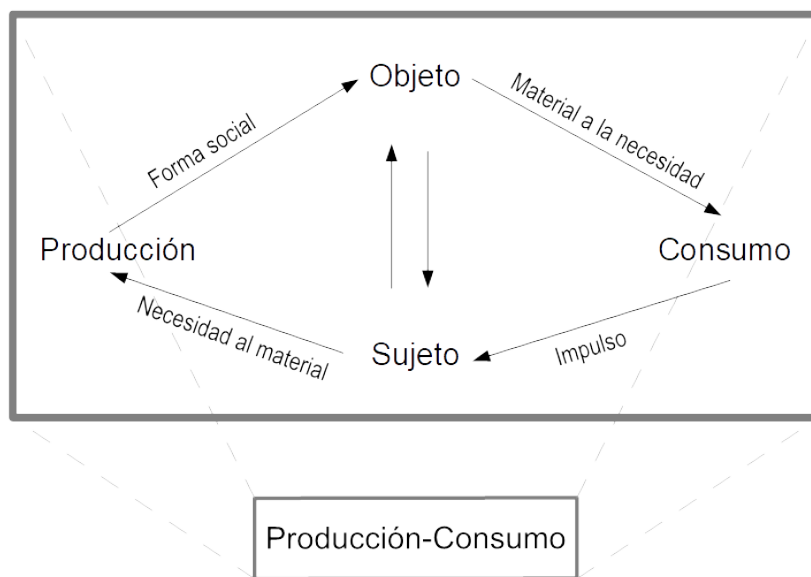 Objeto
Forma social
Material a la necesidad
Producción
Consumo
Necesidad al material
Sujeto
Impulso
Producción-Consumo